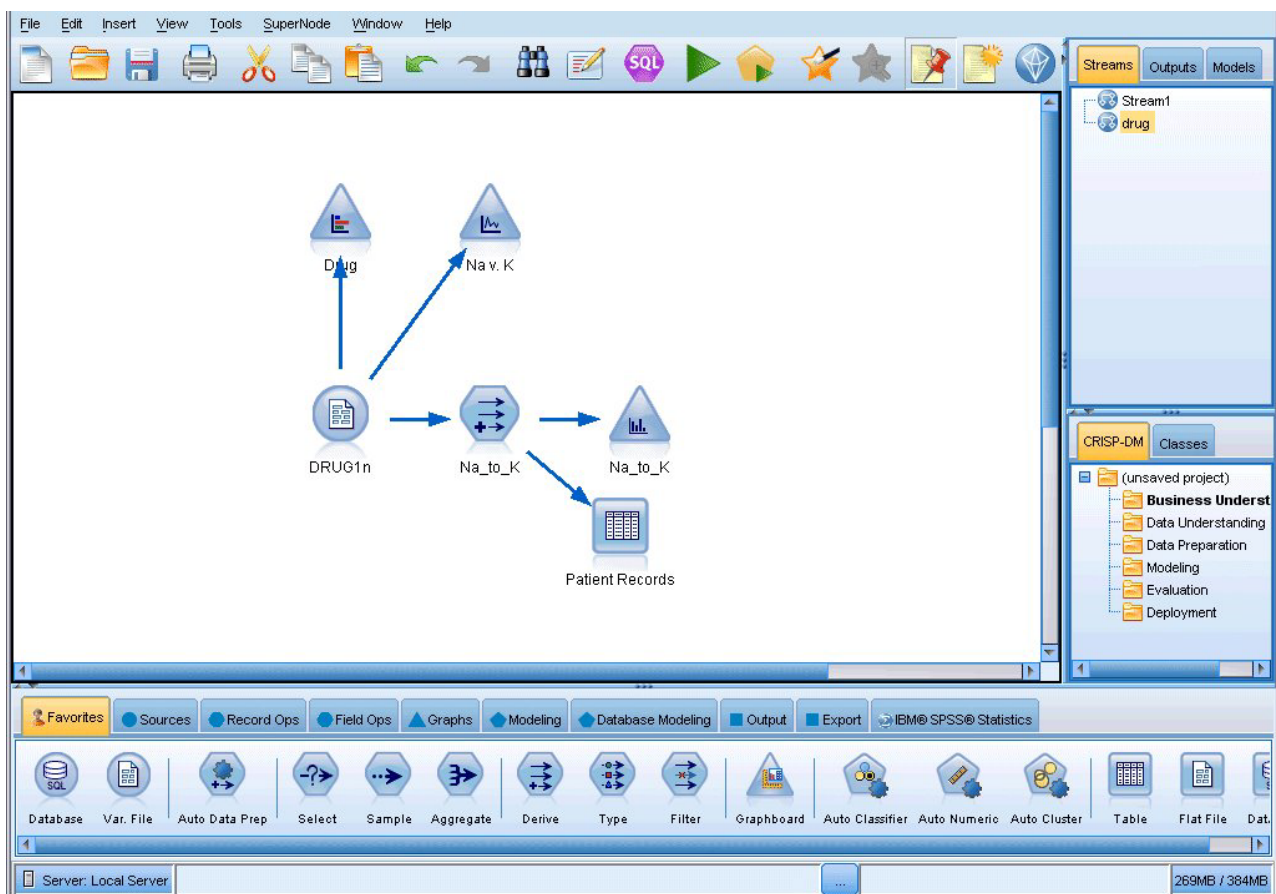 File Edit Insert View Tools SuperNode Window Help
SQL
Streams Outputs Models
Stream1
drug
Drug
Na v. K
DRUG1n
Na_to_K
Na_to_K
Patient Records
CRISP-DM Classes
(unsaved project)
Business Underst
Data Understanding
Data Preparation
Modeling
Evaluation
Deployment
Favorites Sources Record Ops Field Ops Graphs Modeling Database Modeling Output Export IBM® SPSS® Statistics
SQL
Database Var. File Auto Data Prep Select Sample Aggregate Derive Type Filter Graphboard Auto Classifier Auto Numeric Auto Cluster Table Flat File Dat
Server: Local Server ... 269MB / 384MB